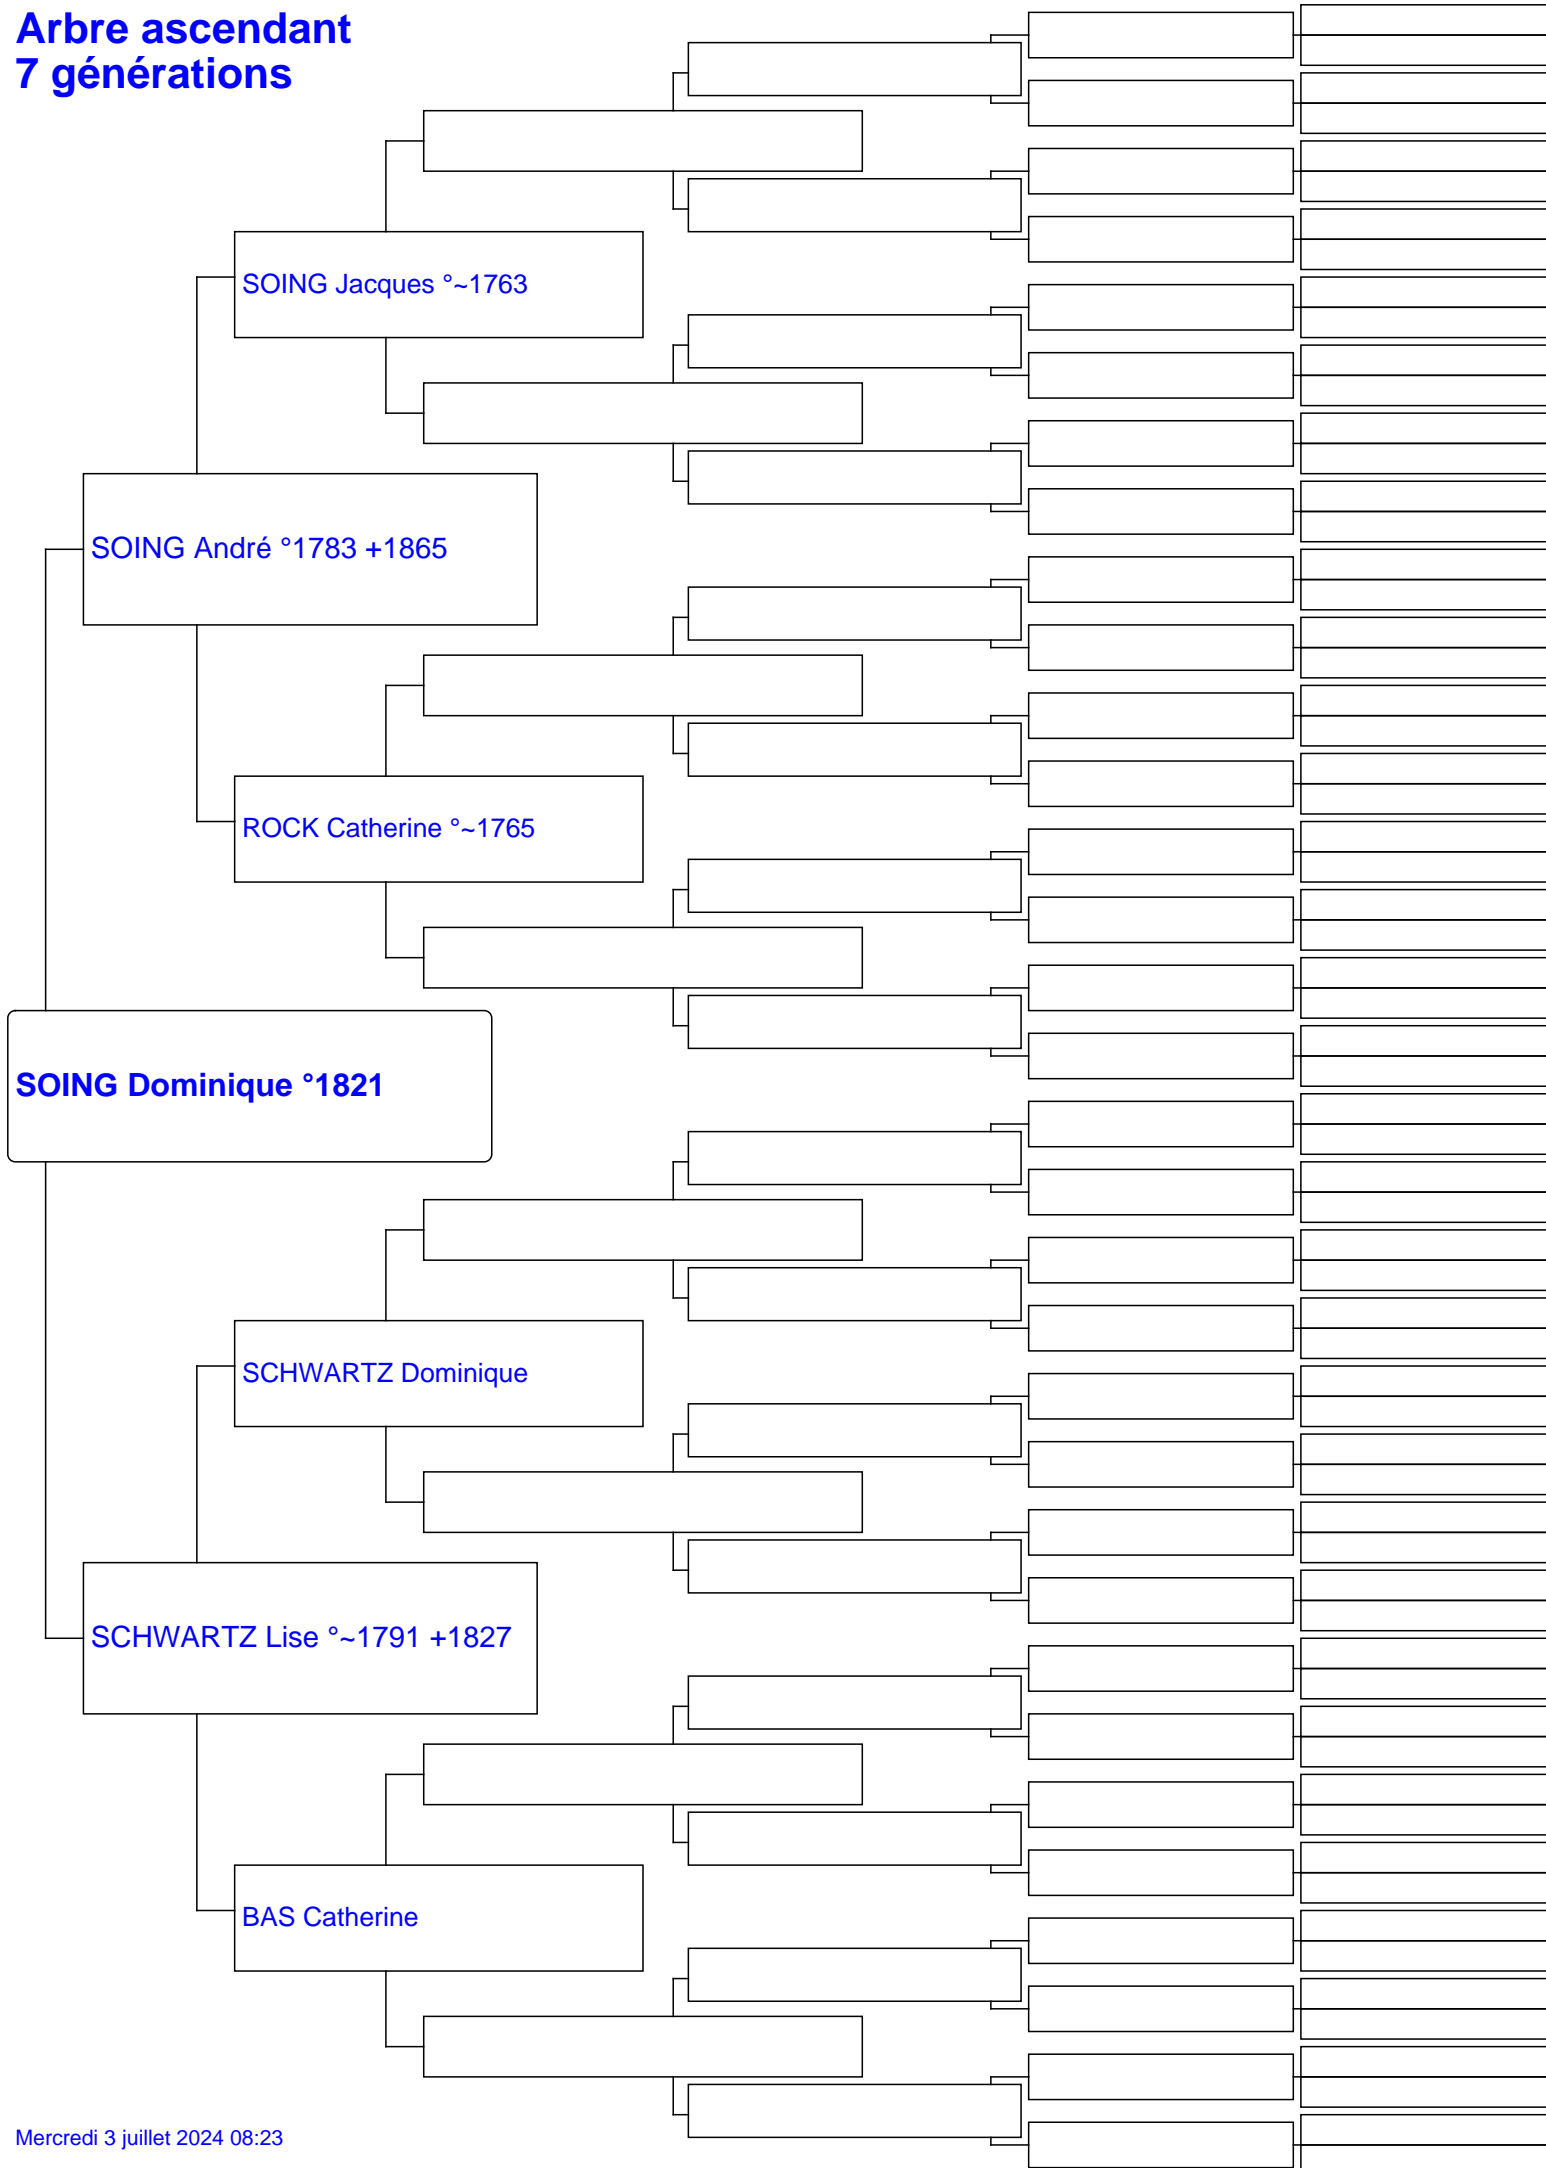 Arbre ascendant
7 générations
SOING Jacques °~1763
SOING André °1783 +1865
ROCK Catherine °~1765
SOING Dominique °1821
SCHWARTZ Dominique
SCHWARTZ Lise °~1791 +1827
BAS Catherine
Mercredi 3 juillet 2024 08:23